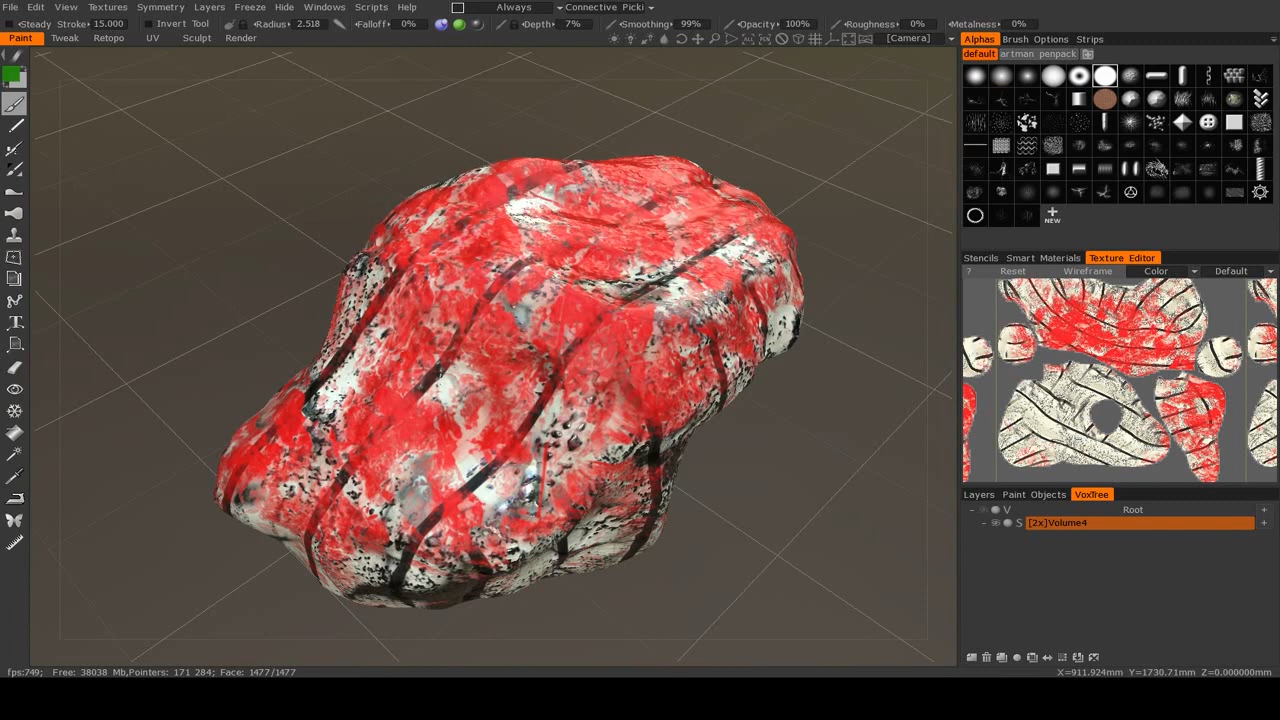 File Edit View Textures Symmetry Layers Freeze Hide Windows Scripts Help Always Connective Picki
Steady Stroke 15.000 Invert Tool Radius 2.518 Falloff 0% Depth 7% Smoothing 99% Opacity 100% Roughness 0% Metalness 0%
Paint Tweak Retopo UV Sculpt Render [Camera] Alphas Brush Options Strips
default artman penpack
NEW
Stencils Smart Materials Texture Editor
? Reset Wireframe Color Default
Layers Paint Objects VoxTree
V Root +
S [2x]Volume4 +
fps:749; Free: 38038 Mb,Pointers: 171 284; Face: 1477/1477 X=911.924mm Y=1730.71mm Z=0.000000mm